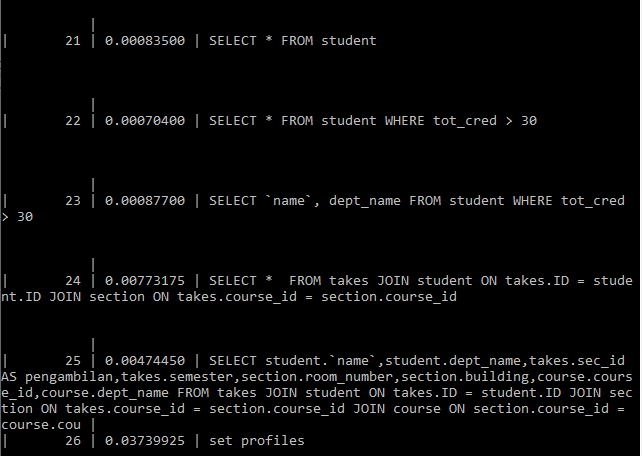 |
| 21 | 0.00083500 | SELECT * FROM student
|
| 22 | 0.00070400 | SELECT * FROM student WHERE tot_cred > 30
|
| 23 | 0.00087700 | SELECT `name`, dept_name FROM student WHERE tot_cred
> 30
|
| 24 | 0.00773175 | SELECT *  FROM takes JOIN student ON takes.ID = stude
nt.ID JOIN section ON takes.course_id = section.course_id
|
| 25 | 0.00474450 | SELECT student.`name`,student.dept_name,takes.sec_id
AS pengambilan,takes.semester,section.room_number,section.building,course.cours
e_id,course.dept_name FROM takes JOIN student ON takes.ID = student.ID JOIN sec
tion ON takes.course_id = section.course_id JOIN course ON section.course_id =
course.cou |
| 26 | 0.03739925 | set profiles